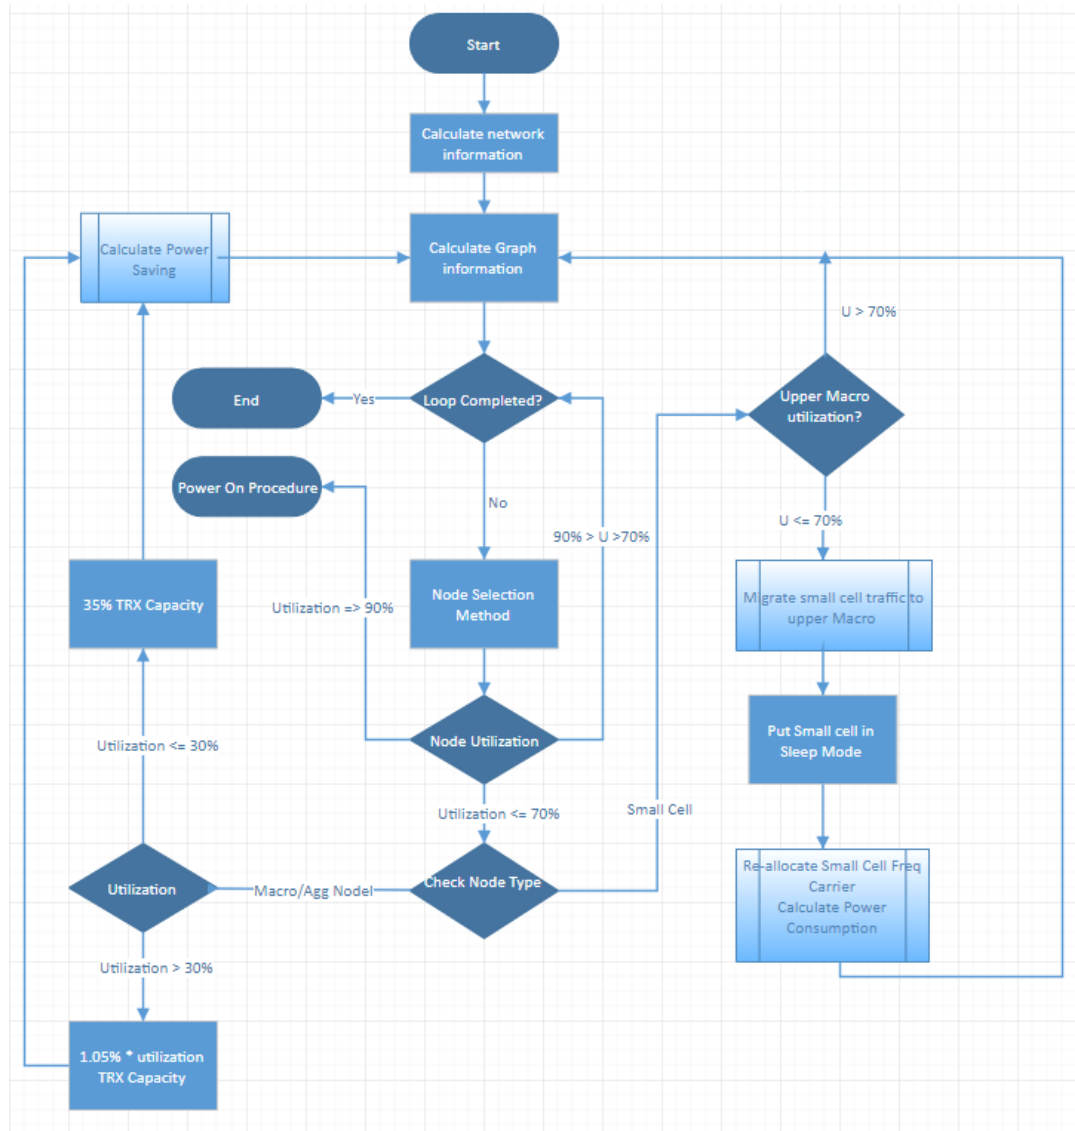 Start
Calculate network
information
Calculate Power
Saving
Calculate Graph
information
U > 70%
End
Yes
Loop Completed?
Upper Macro
utilization?
Power On Procedure
No
U <= 70%
90% > U >70%
35% TRX Capacity
Utilization => 90%
Node Selection
Method
Migrate small cell traffic to
upper Macro
Utilization <= 30%
Node Utilization
Put Small cell in
Sleep Mode
Utilization <= 70%
Small Cell
Utilization
Macro/Agg Nodel
Check Node Type
Re-allocate Small Cell Freq
Carrier
Calculate Power
Consumption
Utilization > 30%
1.05% * utilization
TRX Capacity